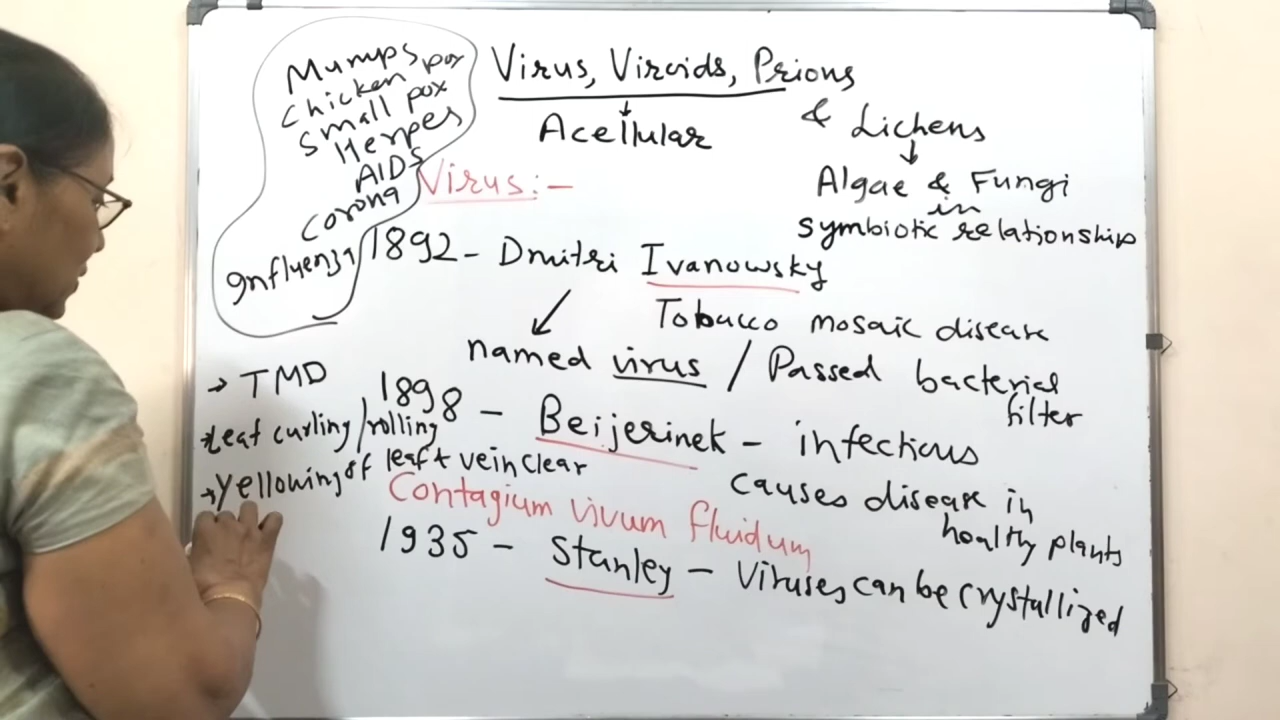 Virus, Viroids, Prions
& Lichens
↓
Acellular
↓
Algae & Fungi
in
symbiotic relationship
Mumps
Chicken pox
Small pox
Herpes
AIDS
Corona
Influenza
Virus:-
1892 - Dmitri Ivanowsky
Tobacco mosaic disease
named virus / Passed bacterial
filter
1898 - Beijerinek - infectious
causes disease in
healthy plants
Contagium vivum fluidum
1935 - Stanley - Viruses can be crystallized
→ TMD
→ Leaf curling/rolling
→ Yellowing of leaf & vein clear